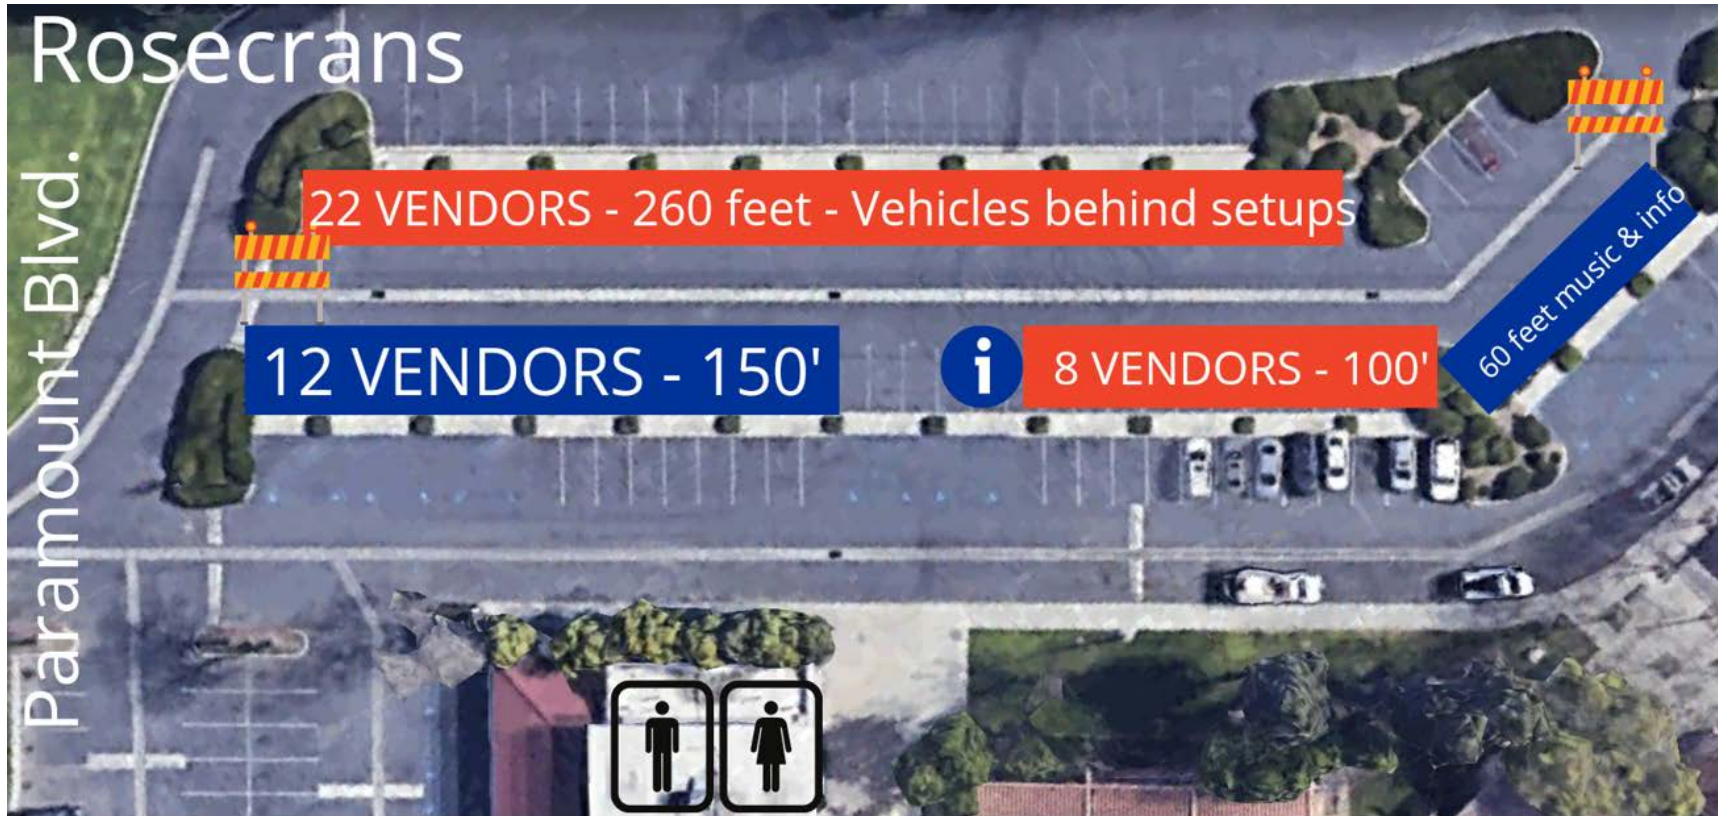 Rosecrans
Paramount Blvd.
22 VENDORS - 260 feet - Vehicles behind setups
60 feet music & info
12 VENDORS - 150'
i
8 VENDORS - 100'